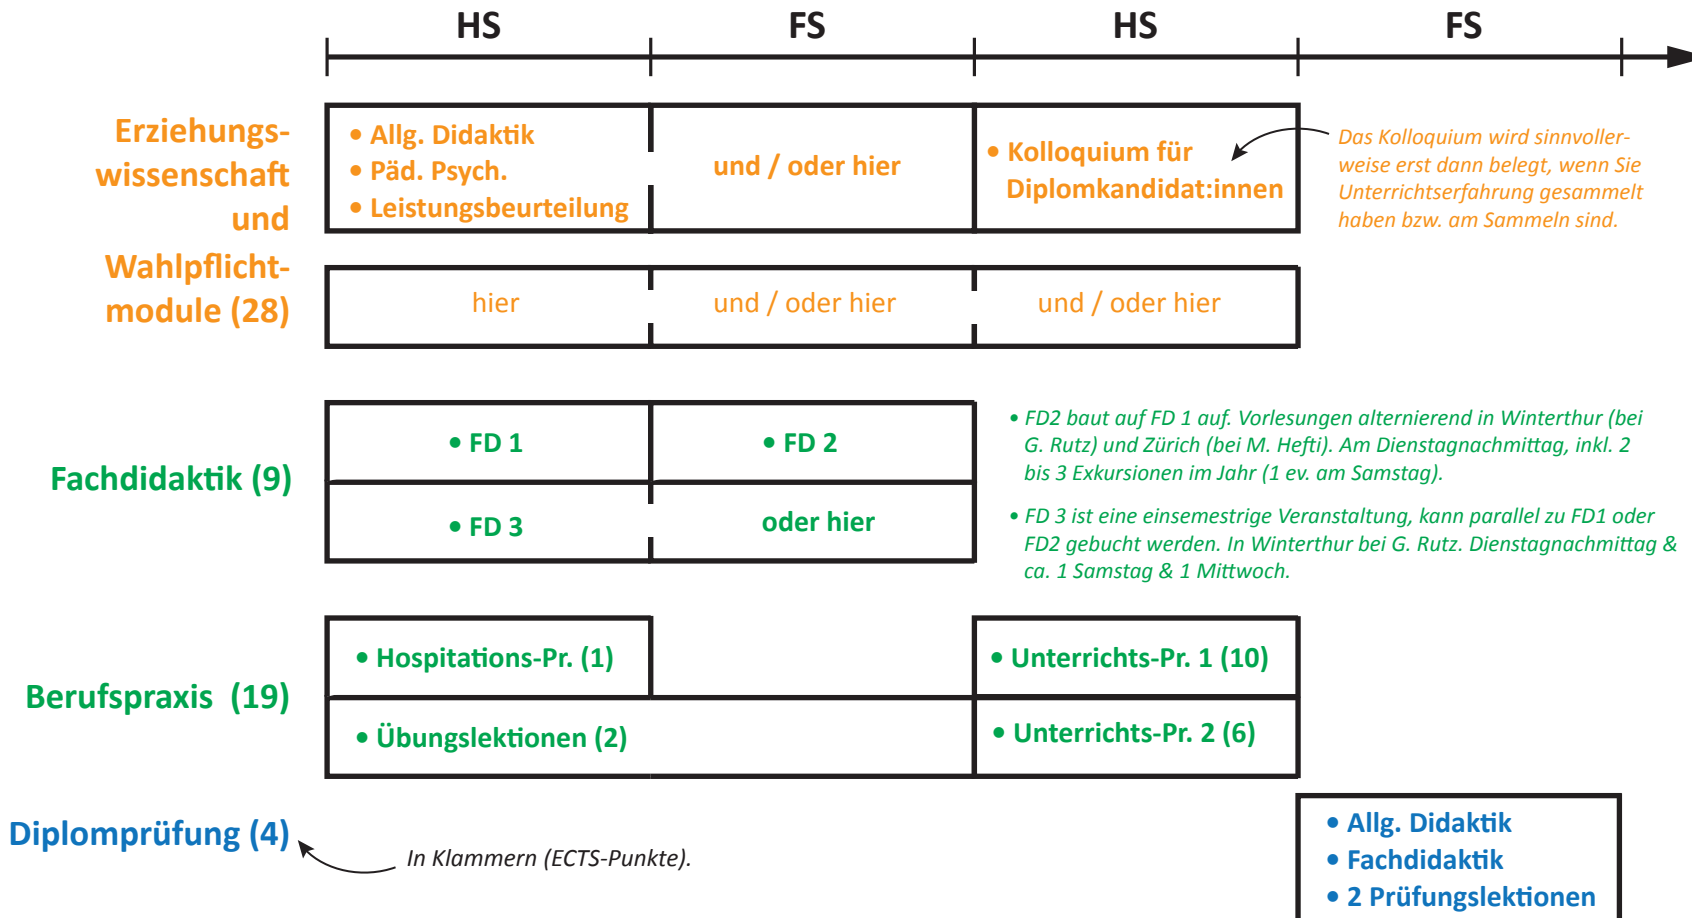 HS FS HS FS
Erziehungs-
wissenschaft
und
Wahlpflicht-
module (28)
• Allg. Didaktik
• Päd. Psych.
• Leistungsbeurteilung
und / oder hier
• Kolloquium für
Diplomkandidat:innen
Das Kolloquium wird sinnvoller-
weise erst dann belegt, wenn Sie
Unterrichtserfahrung gesammelt
haben bzw. am Sammeln sind.
hier
und / oder hier
und / oder hier
Fachdidaktik (9)
• FD 1
• FD 2
• FD 3
oder hier
• FD2 baut auf FD 1 auf. Vorlesungen alternierend in Winterthur (bei
G. Rutz) und Zürich (bei M. Hefti). Am Dienstagnachmittag, inkl. 2
bis 3 Exkursionen im Jahr (1 ev. am Samstag).
• FD 3 ist eine einsemestrige Veranstaltung, kann parallel zu FD1 oder
FD2 gebucht werden. In Winterthur bei G. Rutz. Dienstagnachmittag &
ca. 1 Samstag & 1 Mittwoch.
Berufspraxis (19)
• Hospitations-Pr. (1)
• Unterrichts-Pr. 1 (10)
• Übungslektionen (2)
• Unterrichts-Pr. 2 (6)
Diplomprüfung (4)
In Klammern (ECTS-Punkte).
• Allg. Didaktik
• Fachdidaktik
• 2 Prüfungslektionen